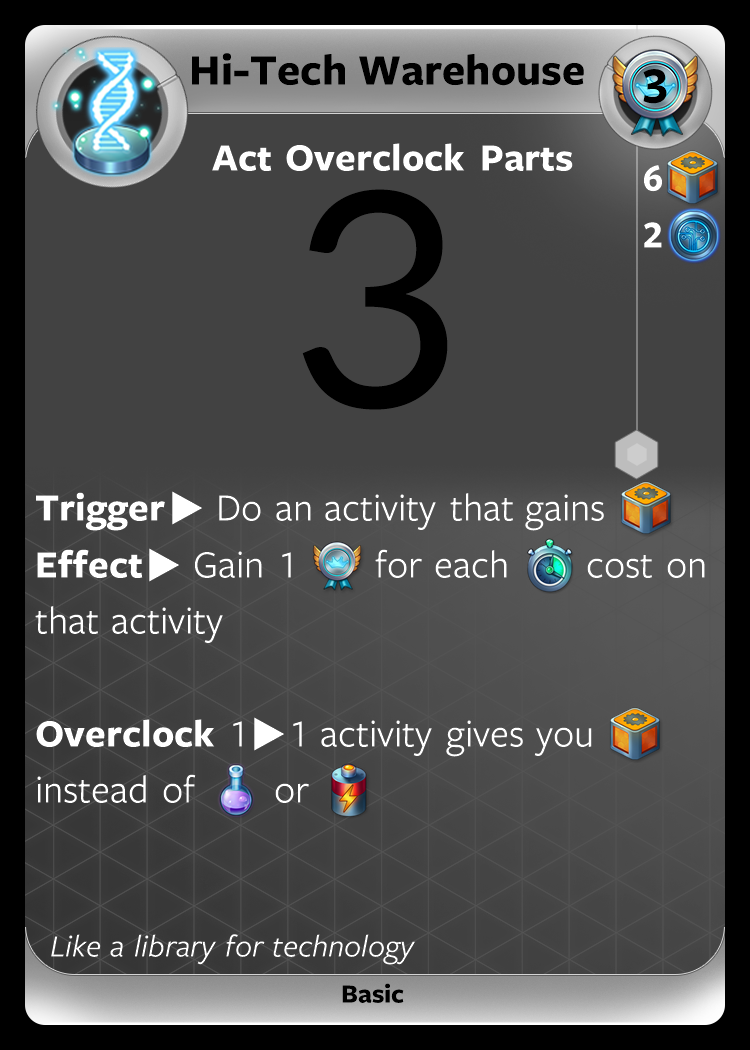 Hi-Tech Warehouse
3
Act Overclock Parts
6
2
3
Trigger▶ Do an activity that gains
Effect▶ Gain 1 for each cost on
that activity
Overclock 1▶1 activity gives you
instead of or
Like a library for technology
Basic